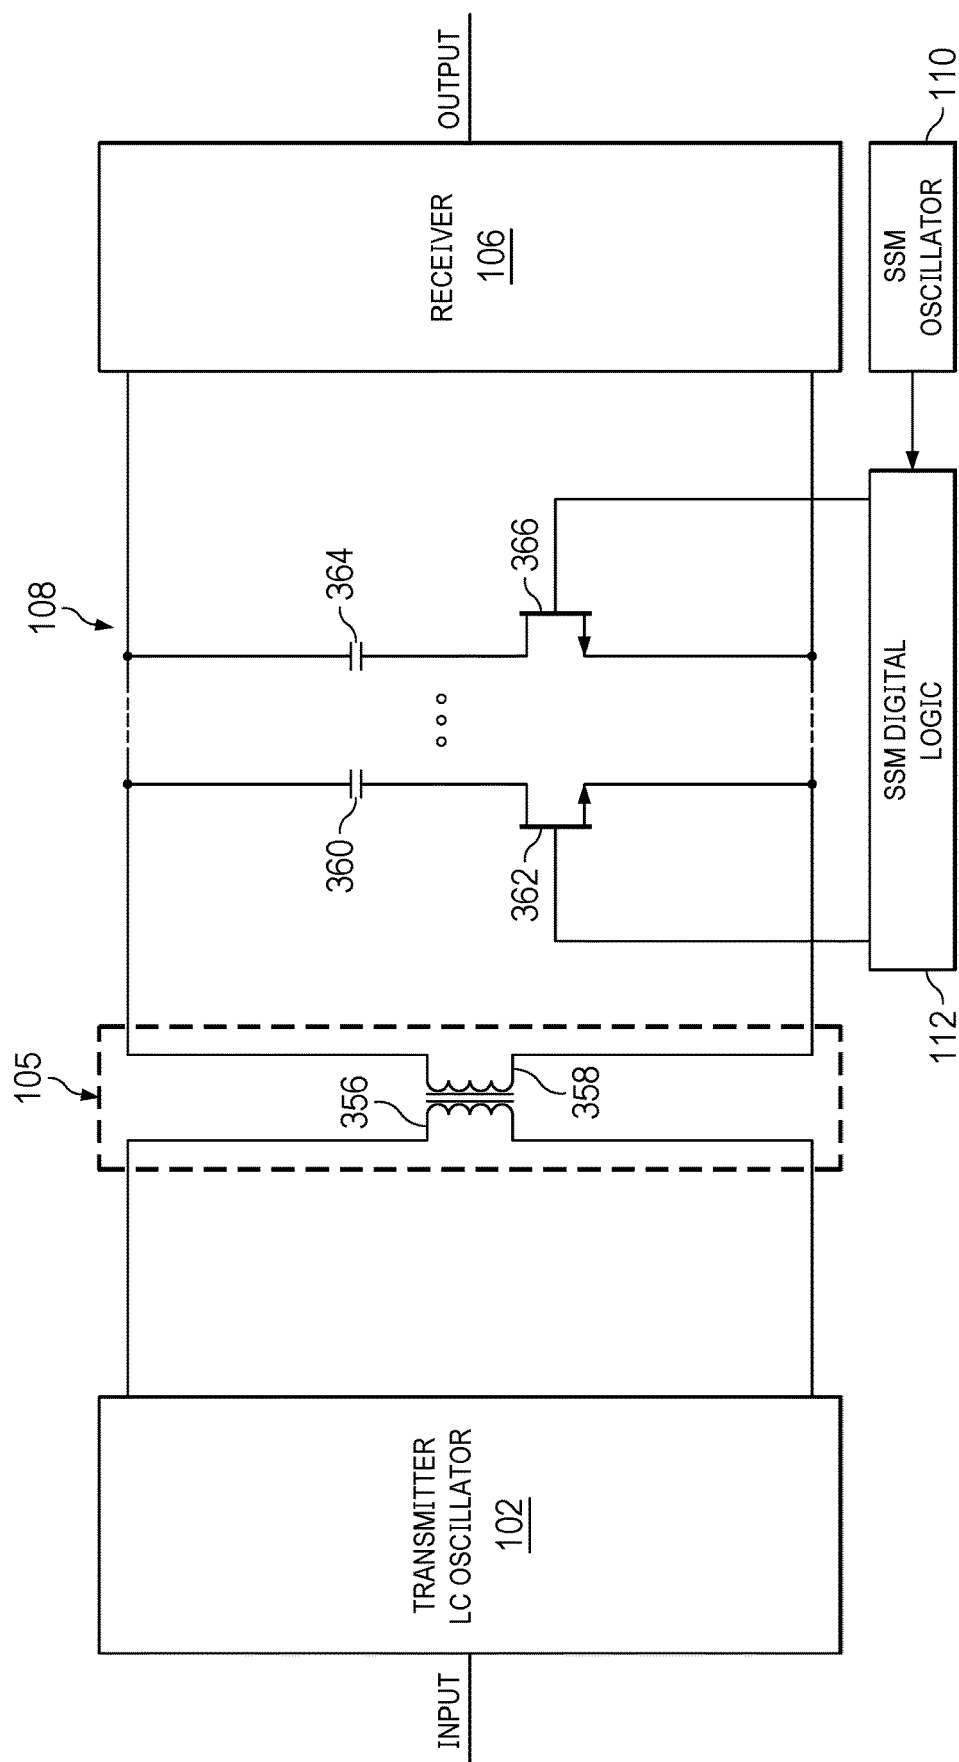 105
108
INPUT
TRANSMITTER
LC OSCILLATOR
102
356
358
360
362
364
366
RECEIVER
106
OUTPUT
112
SSM DIGITAL
LOGIC
SSM
OSCILLATOR
110